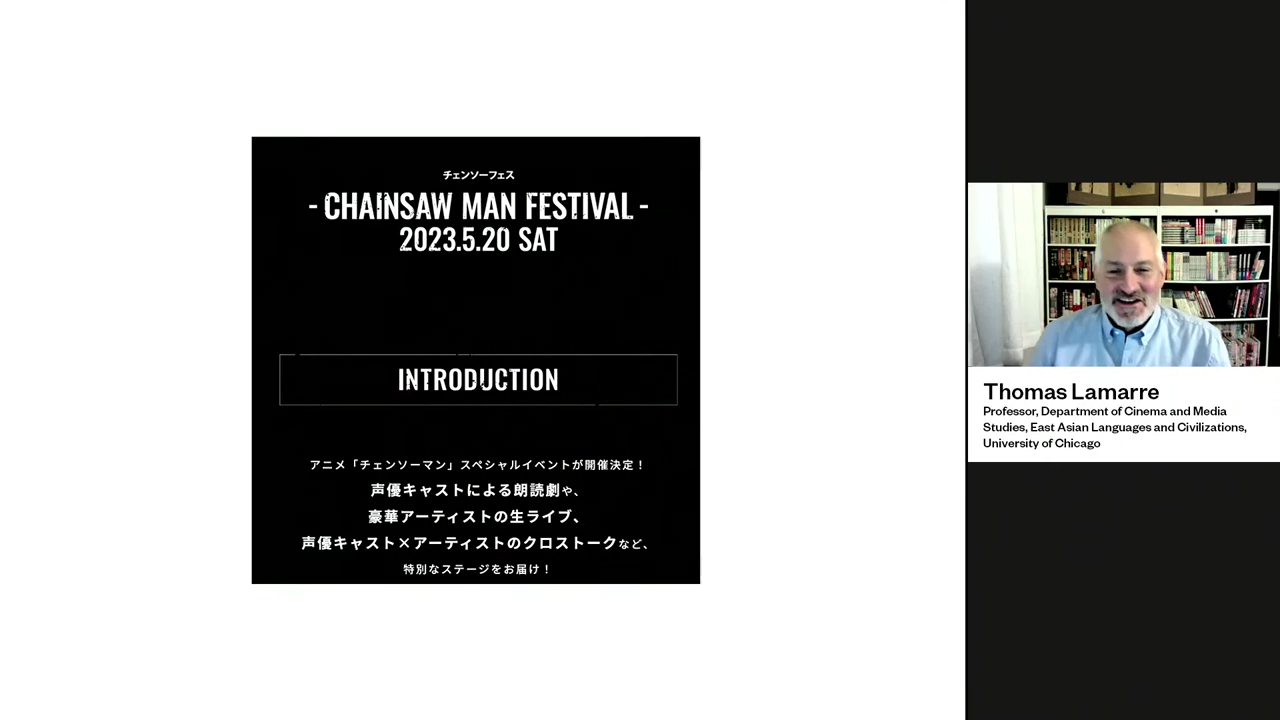 チェンソーフェス
- CHAINSAW MAN FESTIVAL -
2023.5.20 SAT
INTRODUCTION
アニメ「チェンソーマン」スペシャルイベントが開催決定！
声優キャストによる朗読劇や、
豪華アーティストの生ライブ、
声優キャスト×アーティストのクロストークなど、
特別なステージをお届け！
Thomas Lamarre
Professor, Department of Cinema and Media
Studies, East Asian Languages and Civilizations,
University of Chicago